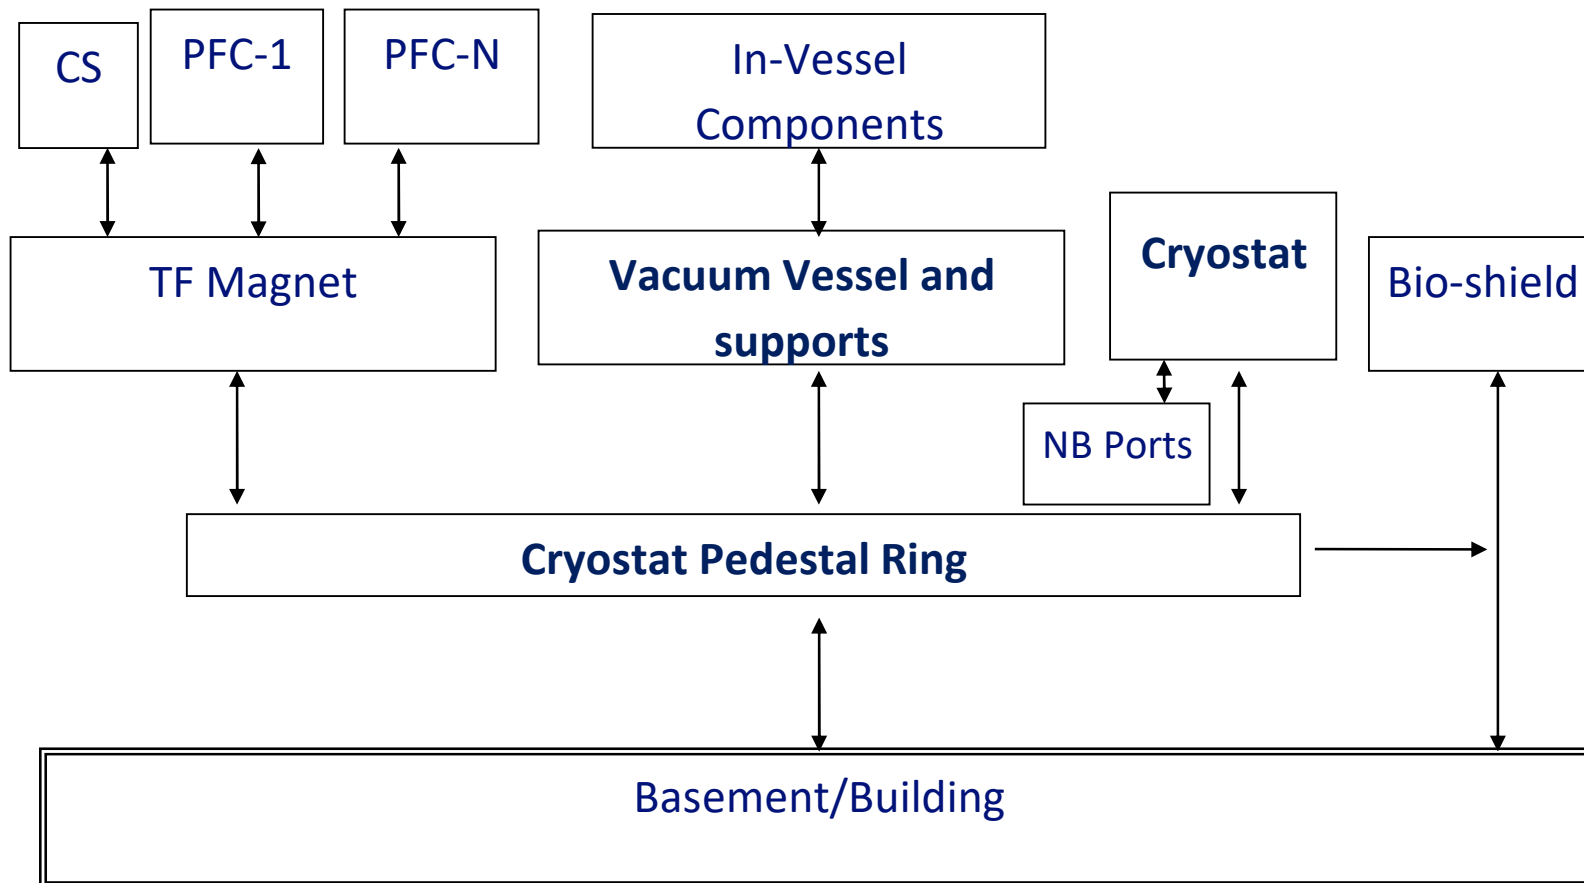 CS
PFC-1
PFC-N
In-Vessel
Components
TF Magnet
Vacuum Vessel and
supports
Cryostat
Bio-shield
NB Ports
Cryostat Pedestal Ring
Basement/Building